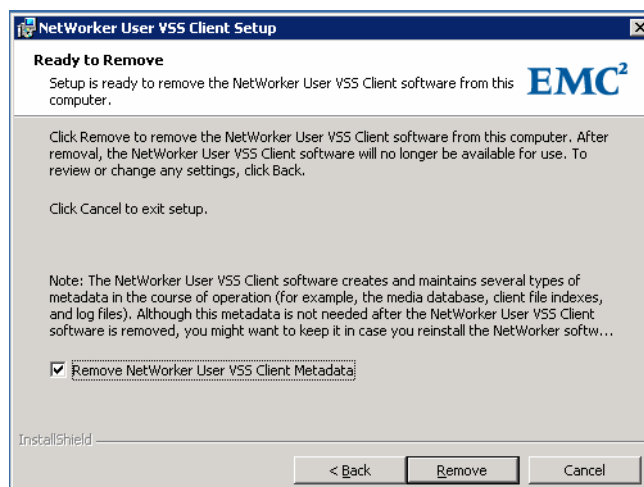 NetWorker User VSS Client Setup
Ready to Remove
Setup is ready to remove the NetWorker User VSS Client software from this
computer.
EMC²
Click Remove to remove the NetWorker User VSS Client software from this computer. After
removal, the NetWorker User VSS Client software will no longer be available for use. To
review or change any settings, click Back.
Click Cancel to exit setup.
Note: The NetWorker User VSS Client software creates and maintains several types of
metadata in the course of operation (for example, the media database, client file indexes,
and log files). Although this metadata is not needed after the NetWorker User VSS Client
software is removed, you might want to keep it in case you reinstall the NetWorker softw...
Remove NetWorker User VSS Client Metadata
InstallShield
< Back
Remove
Cancel